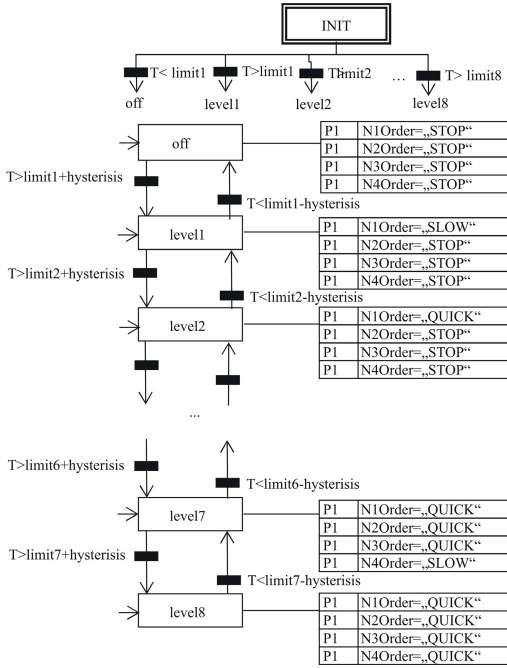 INIT
T< limit1
T>limit1
Tlimit2
...
T> limit8
off
level1
level2
level8
off
P1 N1Order=„STOP“
P1 N2Order=„STOP“
P1 N3Order=„STOP“
P1 N4Order=„STOP“
T>limit1+hysterisis
T<limit1-hysterisis
level1
P1 N1Order=„SLOW“
P1 N2Order=„STOP“
P1 N3Order=„STOP“
P1 N4Order=„STOP“
T>limit2+hysterisis
T<limit2-hysterisis
level2
P1 N1Order=„QUICK“
P1 N2Order=„STOP“
P1 N3Order=„STOP“
P1 N4Order=„STOP“
...
T>limit6+hysterisis
T<limit6-hysterisis
level7
P1 N1Order=„QUICK“
P1 N2Order=„QUICK“
P1 N3Order=„QUICK“
P1 N4Order=„SLOW“
T>limit7+hysterisis
T<limit7-hysterisis
level8
P1 N1Order=„QUICK“
P1 N2Order=„QUICK“
P1 N3Order=„QUICK“
P1 N4Order=„QUICK“